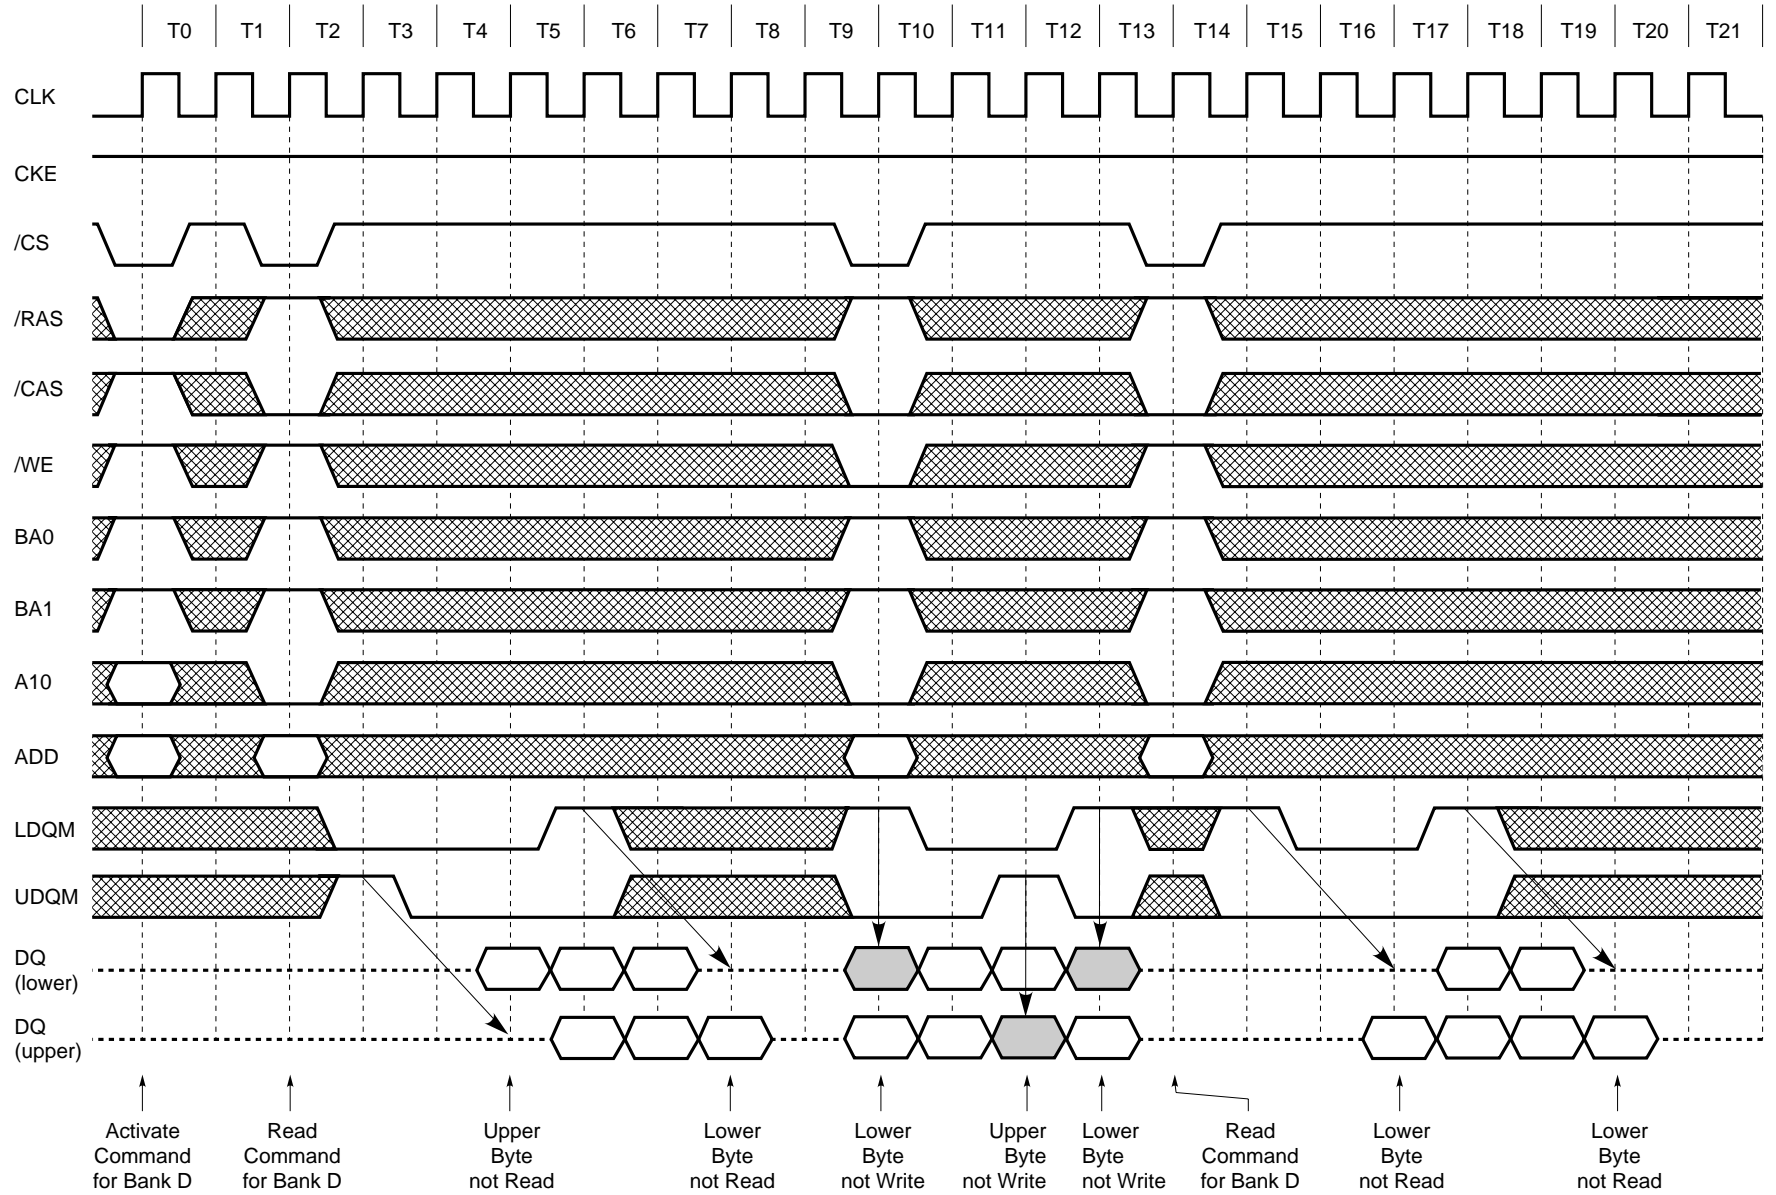 T0 T1 T2 T3 T4 T5 T6 T7 T8 T9 T10 T11 T12 T13 T14 T15 T16 T17 T18 T19 T20 T21
CLK
CKE
/CS
/RAS
/CAS
/WE
BA0
BA1
A10
ADD
LDQM
UDQM
DQ
(lower)
DQ
(upper)
Activate
Command
for Bank D
Read
Command
for Bank D
Upper
Byte
not Read
Lower
Byte
not Read
Lower
Byte
not Write
Upper
Byte
not Write
Lower
Byte
not Write
Read
Command
for Bank D
Lower
Byte
not Read
Lower
Byte
not Read